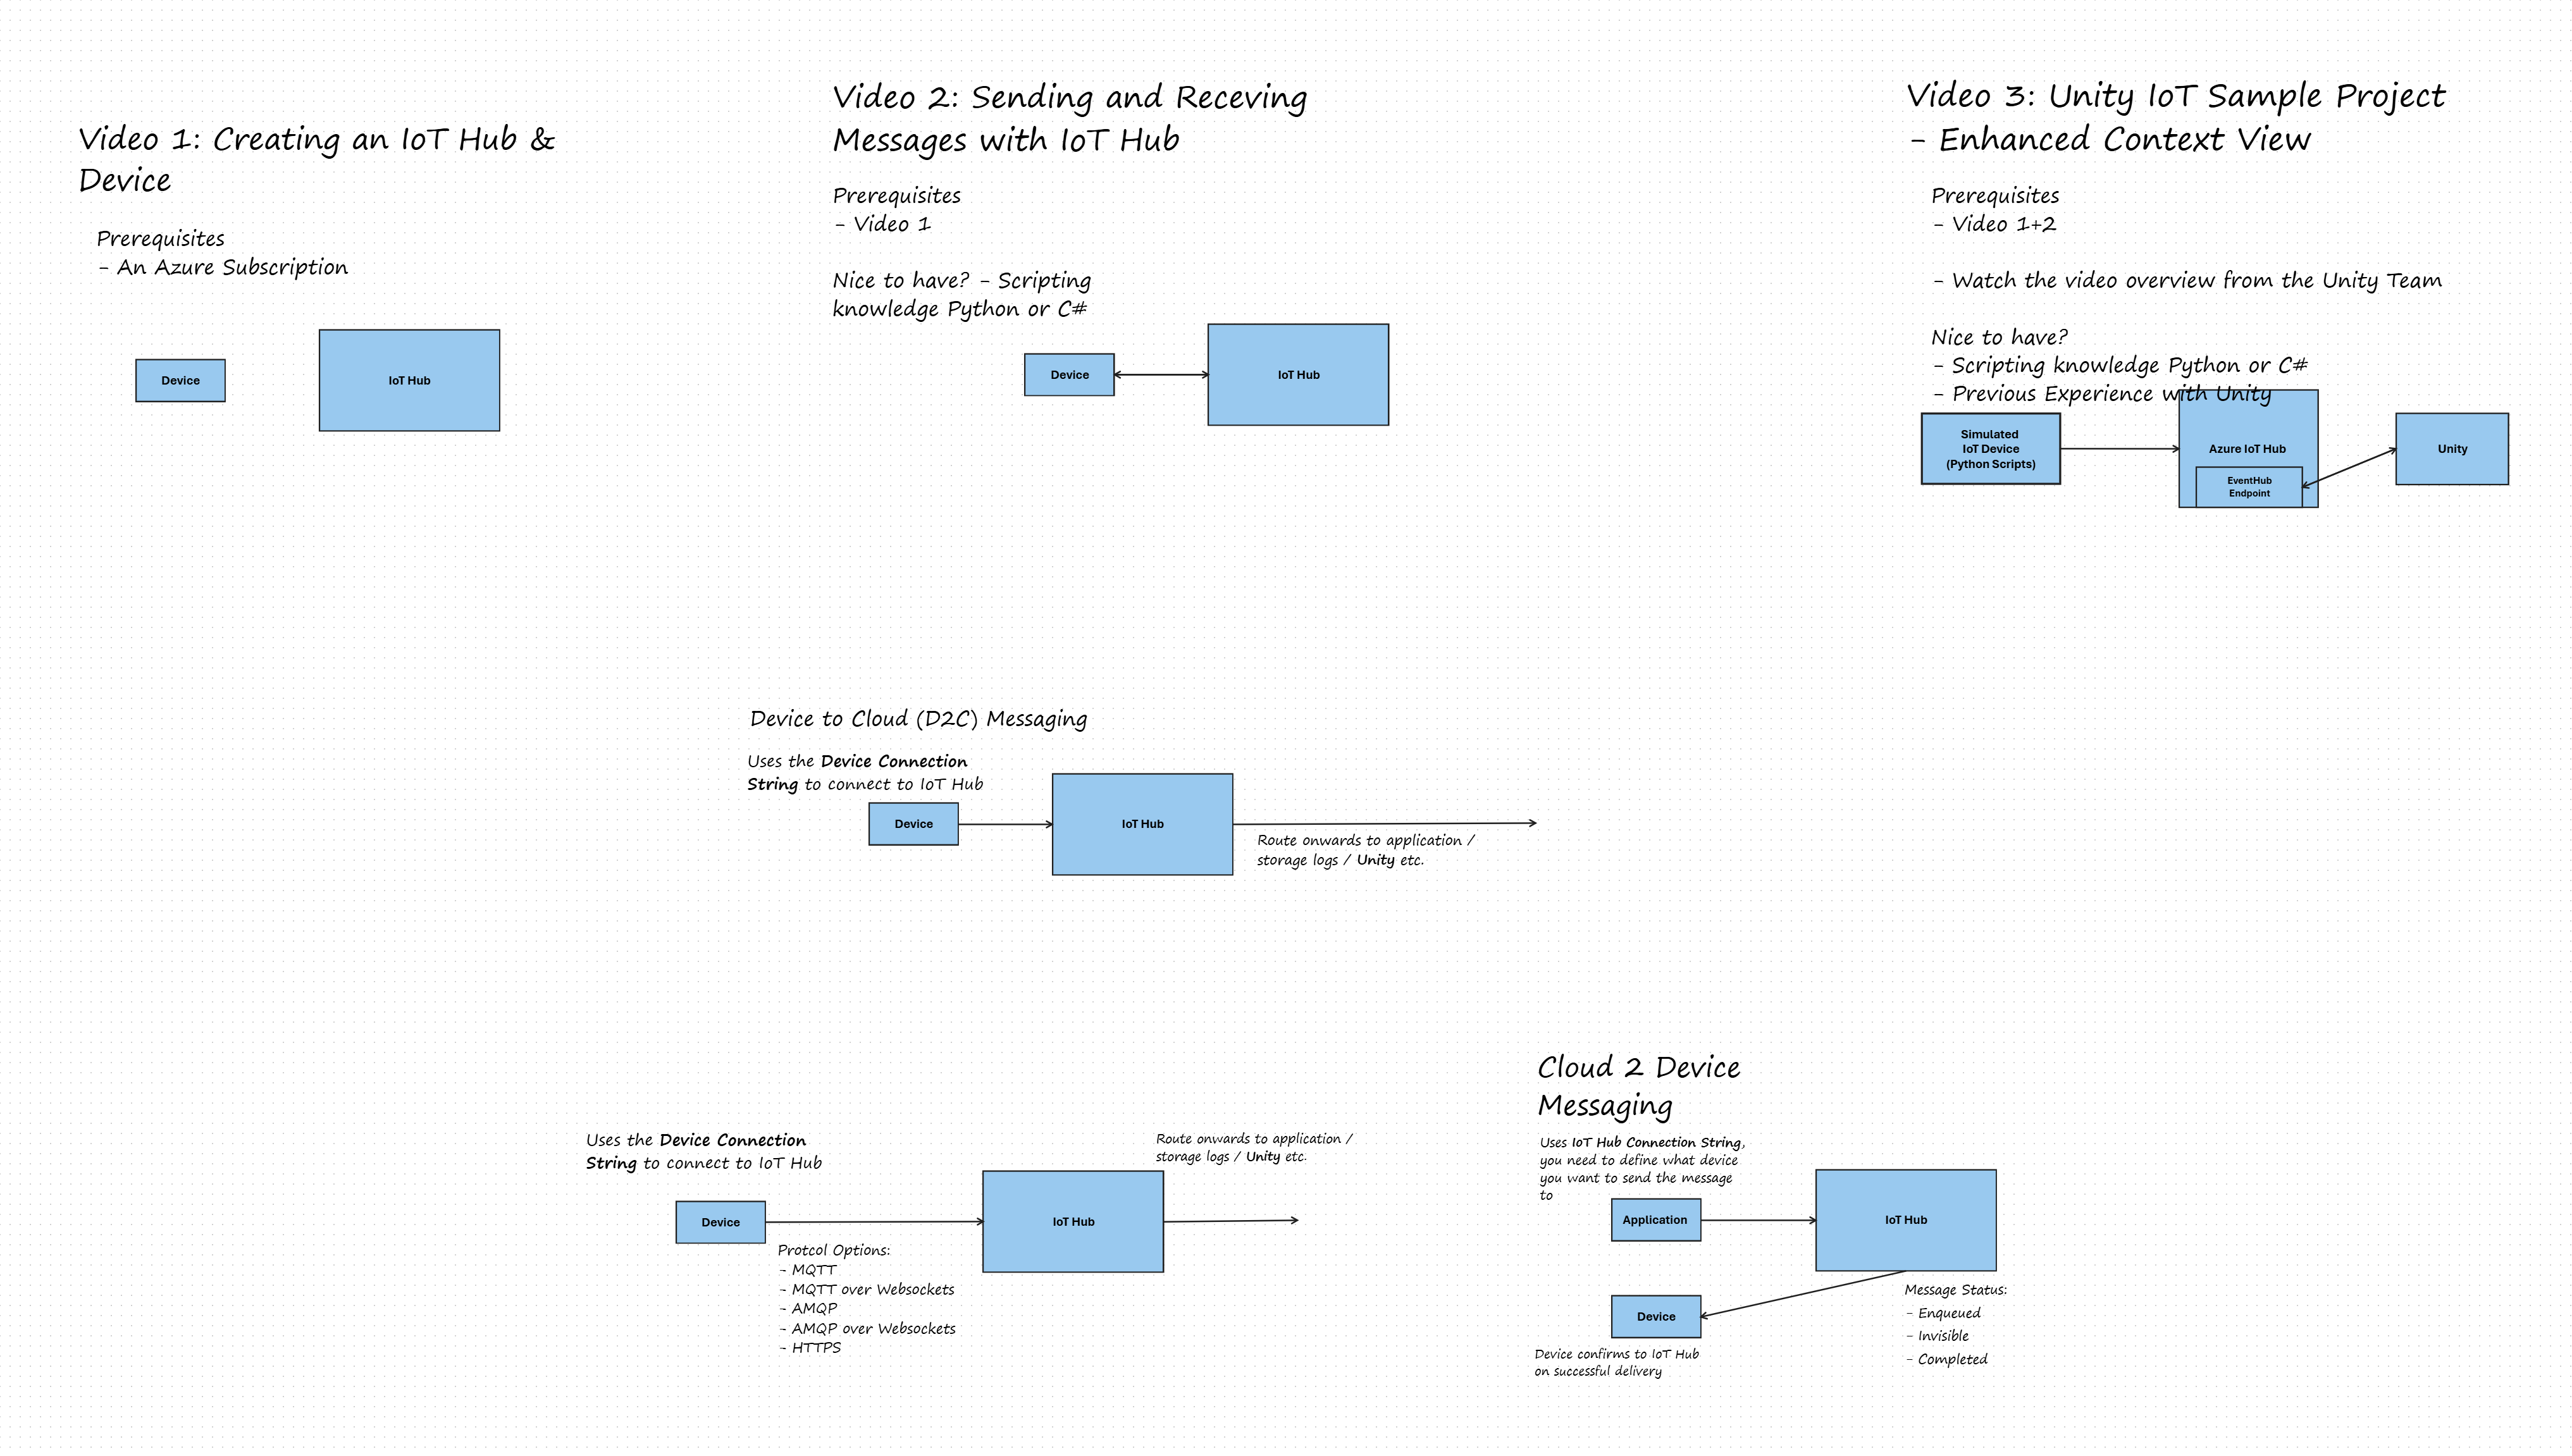 Video 1: Creating an IoT Hub &
Device
Prerequisites
- An Azure Subscription
Device
IoT Hub
Video 2: Sending and Receving
Messages with IoT Hub
Prerequisites
- Video 1
Nice to have? - Scripting
knowledge Python or C#
Device
IoT Hub
Video 3: Unity IoT Sample Project
- Enhanced Context View
Prerequisites
- Video 1+2
- Watch the video overview from the Unity Team
Nice to have?
- Scripting knowledge Python or C#
- Previous Experience with Unity
Simulated
IoT Device
(Python Scripts)
Azure IoT Hub
EventHub
Endpoint
Unity
Device to Cloud (D2C) Messaging
Uses the Device Connection
String to connect to IoT Hub
Device
IoT Hub
Route onwards to application /
storage logs / Unity etc.
Uses the Device Connection
String to connect to IoT Hub
Device
Protcol Options:
- MQTT
- MQTT over Websockets
- AMQP
- AMQP over Websockets
- HTTPS
IoT Hub
Route onwards to application /
storage logs / Unity etc.
Cloud 2 Device
Messaging
Uses IoT Hub Connection String,
you need to define what device
you want to send the message
to
Application
IoT Hub
Device
Device confirms to IoT Hub
on successful delivery
Message Status:
- Enqueued
- Invisible
- Completed